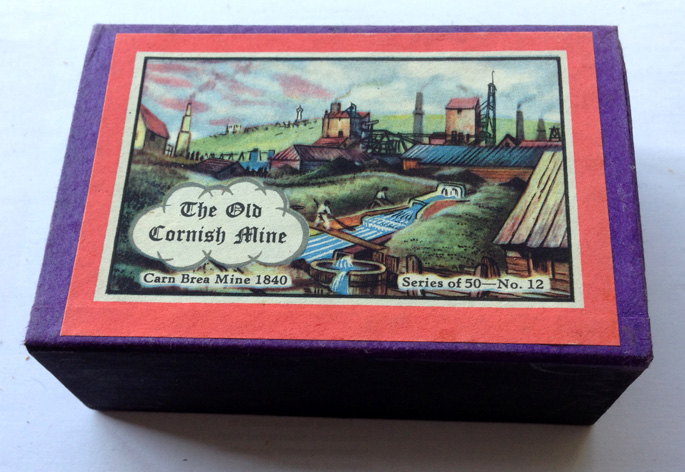 The Old
Cornish Mine
Carn Brea Mine 1840
Series of 50—No. 12